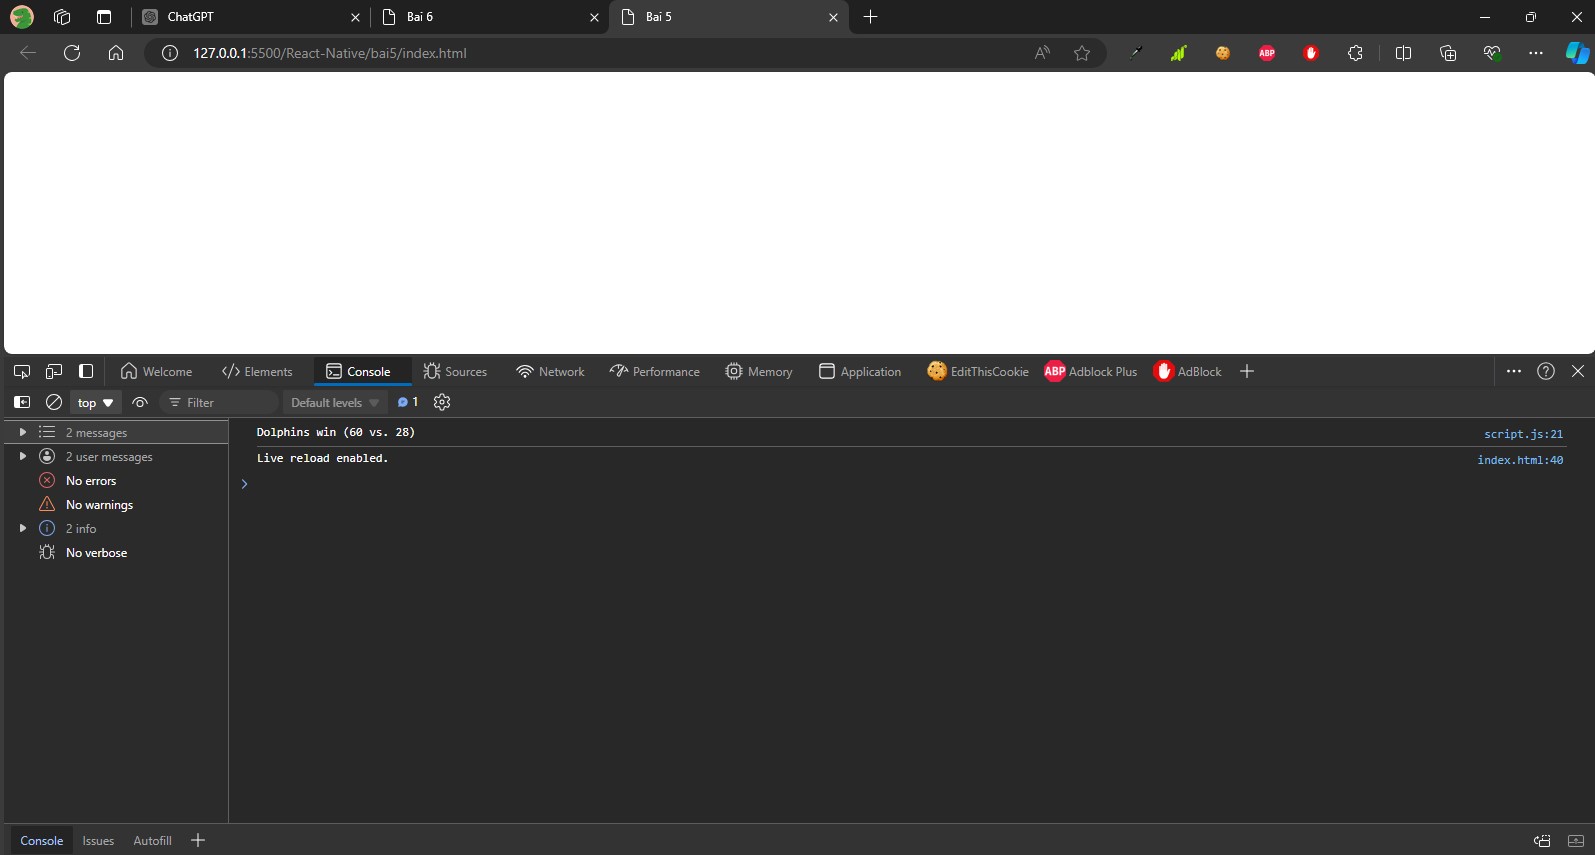 ChatGPT
Bai 6
Bai 5
127.0.0.1:5500/React-Native/bai5/index.html
ABP
Welcome
Elements
Console
Sources
Network
Performance
Memory
Application
EditThisCookie
ABP Adblock Plus
AdBlock
top
Filter
Default levels
1
2 messages
2 user messages
No errors
No warnings
2 info
No verbose
Dolphins win (60 vs. 28)
script.js:21
Live reload enabled.
index.html:40
Console
Issues
Autofill